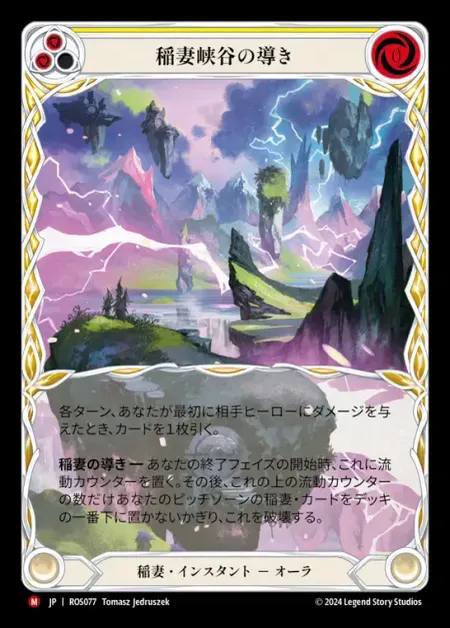 稲妻峡谷の導き
0
各ターン、あなたが最初に相手ヒーローにダメージを与
えたとき、カードを1枚引く。
稲妻の導き ー あなたの終了フェイズの開始時、これに流
動カウンターを置く。その後、これの上の流動カウンター
の数だけあなたのピッチゾーンの稲妻・カードをデッキ
の一番下に置かないかぎり、これを破壊する。
稲妻・インスタント ー オーラ
M JP | ROS077 Tomasz Jedruszek © 2024 Legend Story Studios